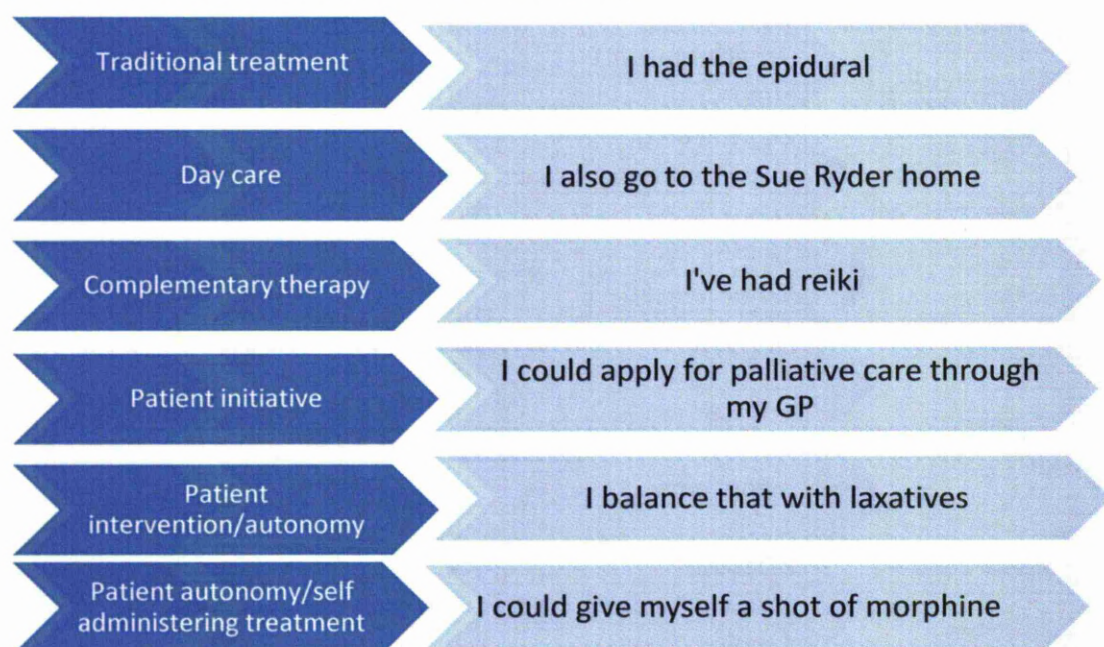 Traditional treatment
I had the epidural
Day care
I also go to the Sue Ryder home
Complementary therapy
I've had reiki
Patient initiative
I could apply for palliative care through
my GP
Patient
intervention/autonomy
I balance that with laxatives
Patient autonomy/self
administering treatment
I could give myself a shot of morphine